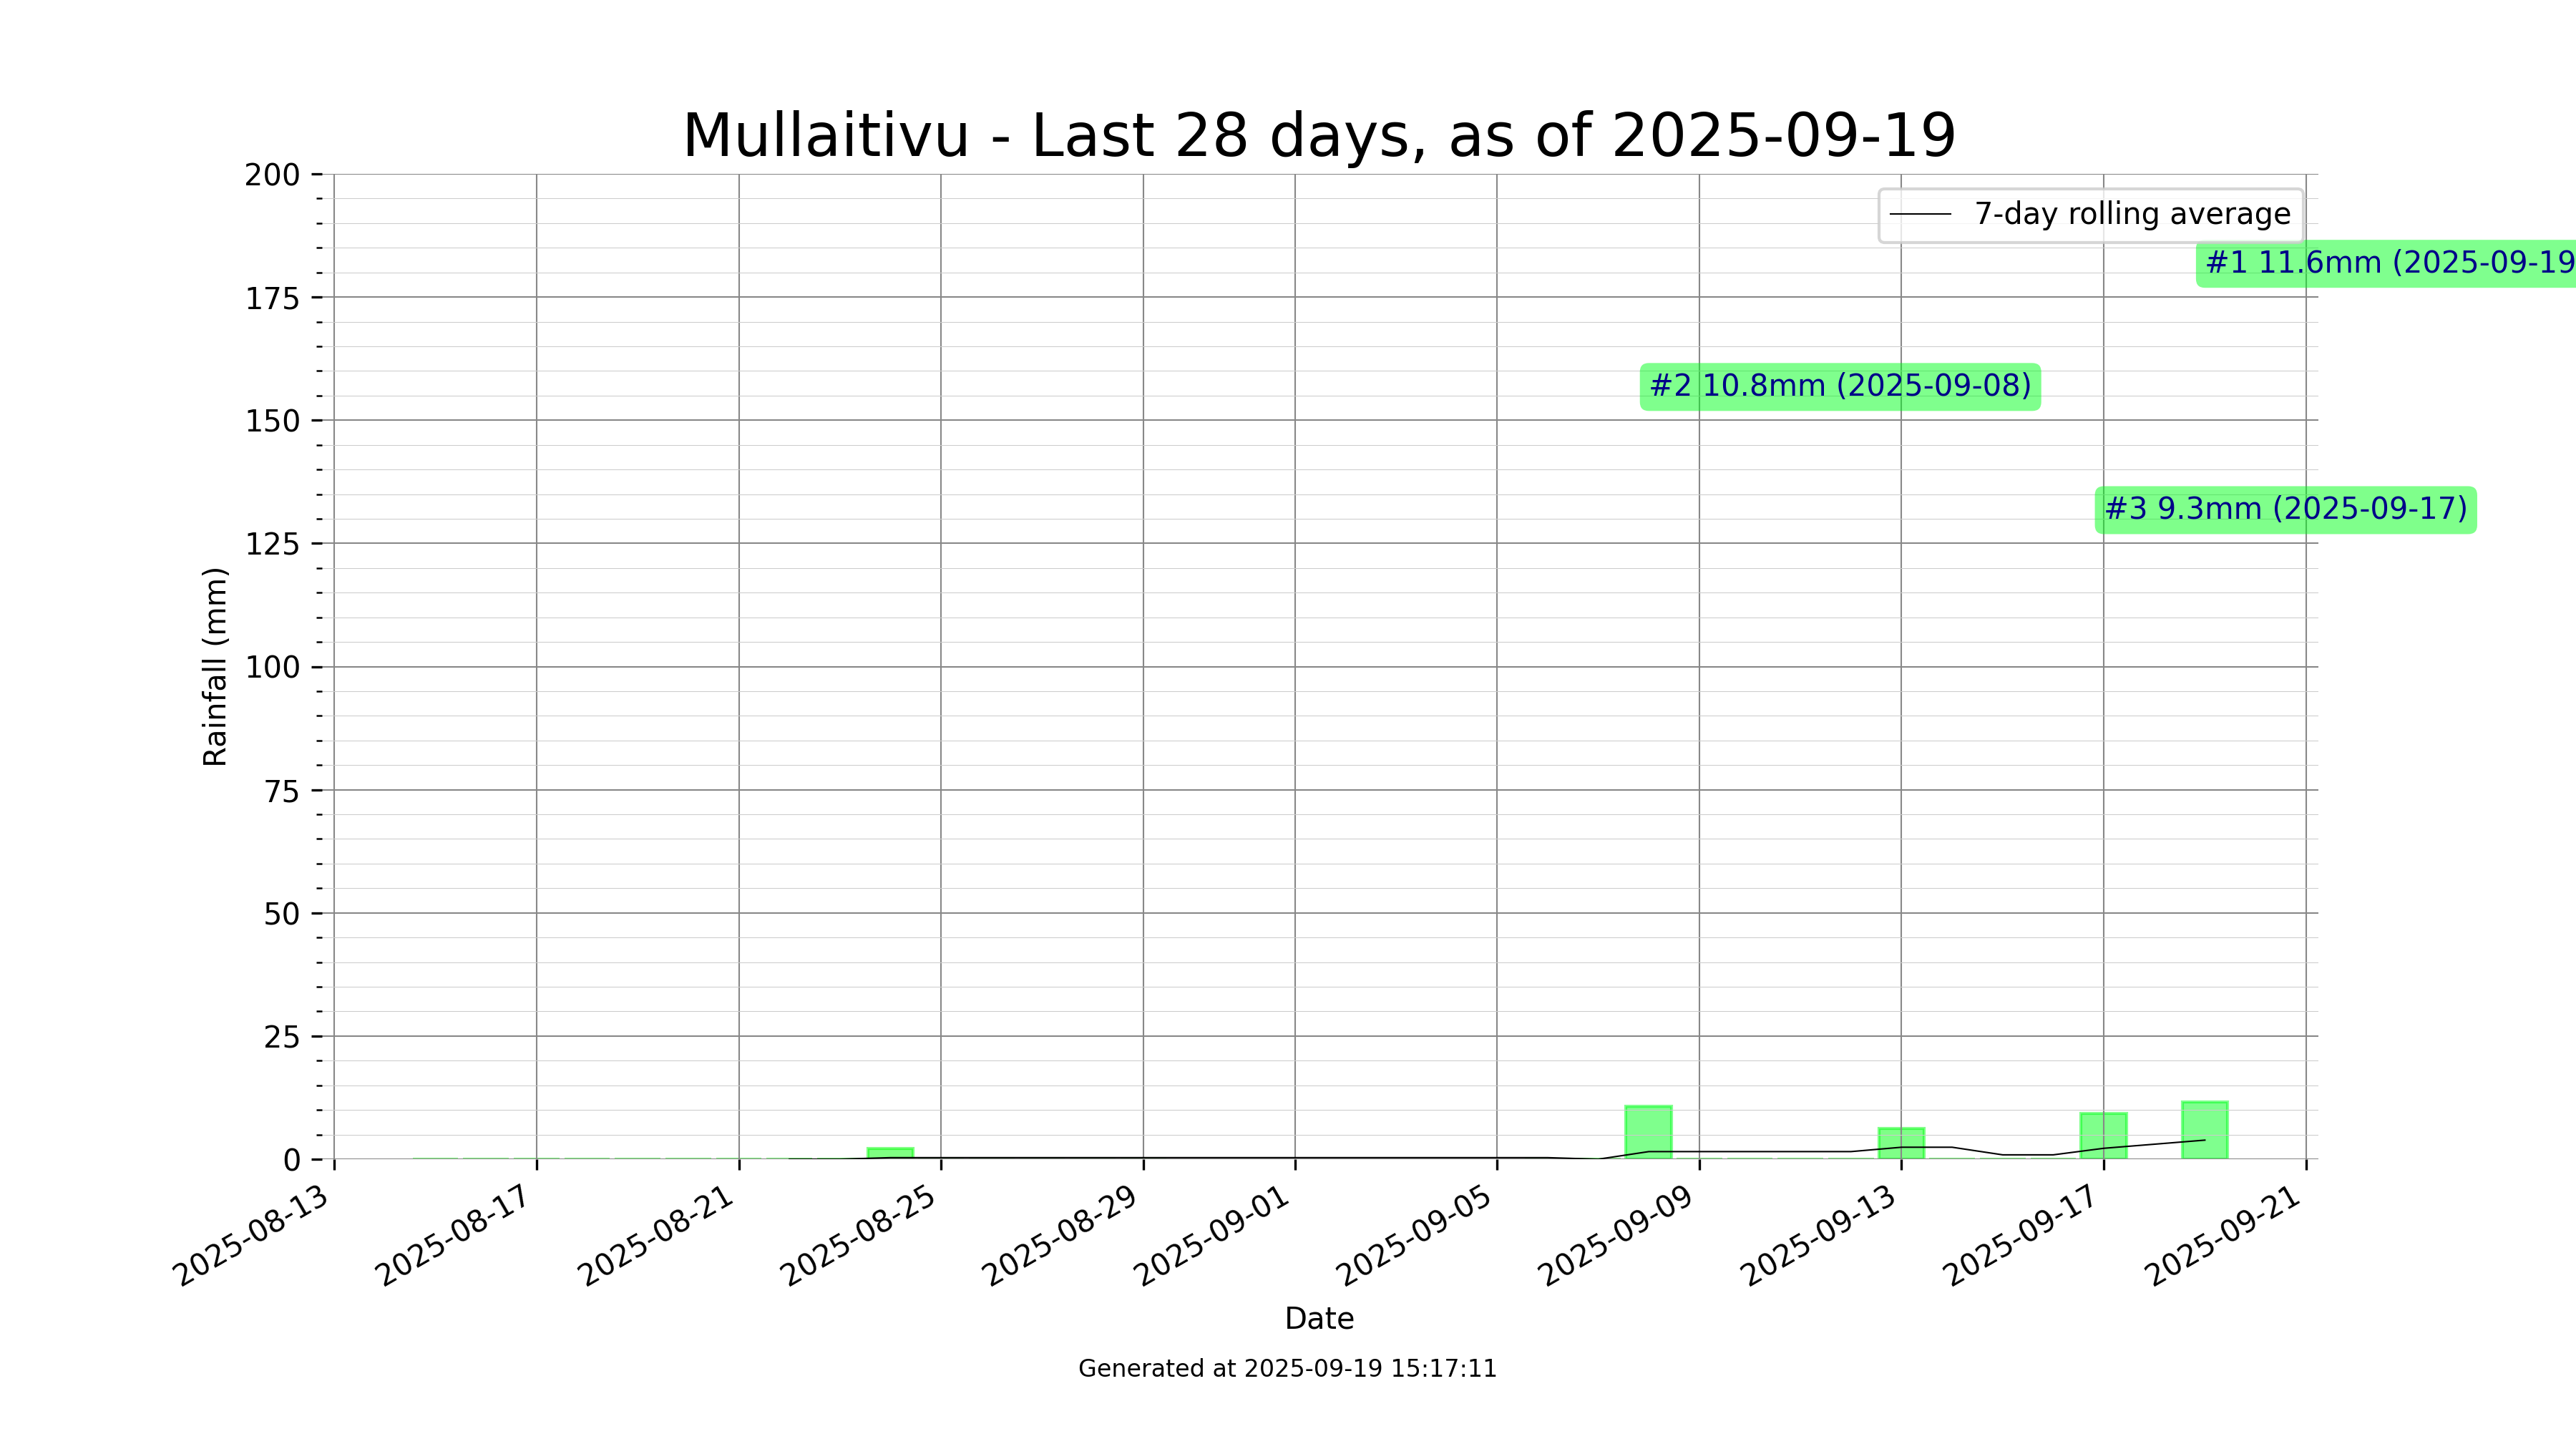 Mullaitivu - Last 28 days, as of 2025-09-19
200
175
150
125
100
75
50
25
0
Rainfall (mm)
7-day rolling average
#1 11.6mm (2025-09-19
#2 10.8mm (2025-09-08)
#3 9.3mm (2025-09-17)
2025-08-13
2025-08-17
2025-08-21
2025-08-25
2025-08-29
2025-09-01
2025-09-05
2025-09-09
2025-09-13
2025-09-17
2025-09-21
Date
Generated at 2025-09-19 15:17:11